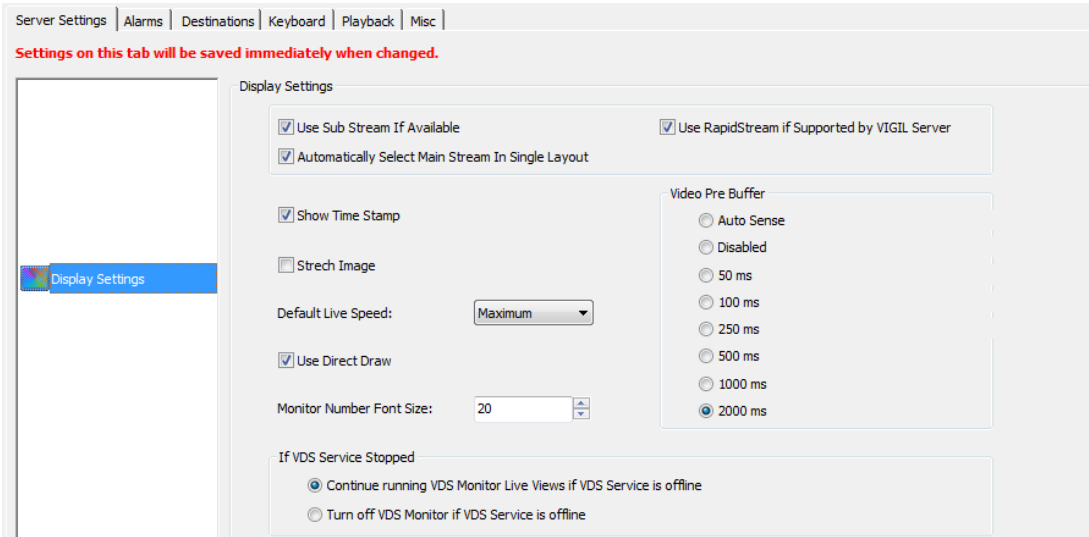 Server Settings Alarms Destinations Keyboard Playback Misc
Settings on this tab will be saved immediately when changed.
Display Settings
Display Settings
Use Sub Stream If Available
Use RapidStream if Supported by VIGIL Server
Automatically Select Main Stream In Single Layout
Show Time Stamp
Strech Image
Default Live Speed: Maximum
Use Direct Draw
Monitor Number Font Size: 20
Video Pre Buffer
Auto Sense
Disabled
50 ms
100 ms
250 ms
500 ms
1000 ms
2000 ms
If VDS Service Stopped
Continue running VDS Monitor Live Views if VDS Service is offline
Turn off VDS Monitor if VDS Service is offline